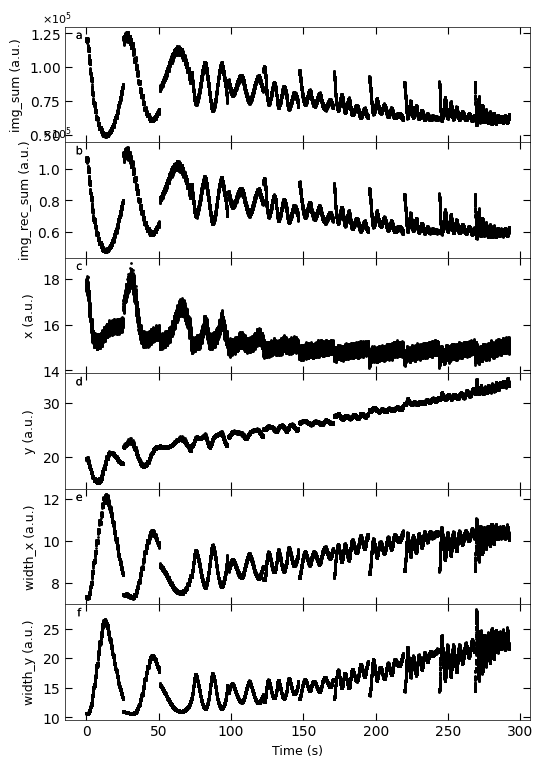 ×10⁵
a
img_sum (a.u.)
1.25
1.00
0.75
0.50
×10⁵
b
img_rec_sum (a.u.)
1.0
0.8
0.6
c
x (a.u.)
18
16
14
d
y (a.u.)
30
20
e
width_x (a.u.)
12
10
8
f
width_y (a.u.)
25
20
15
10
0 50 100 150 200 250 300
Time (s)